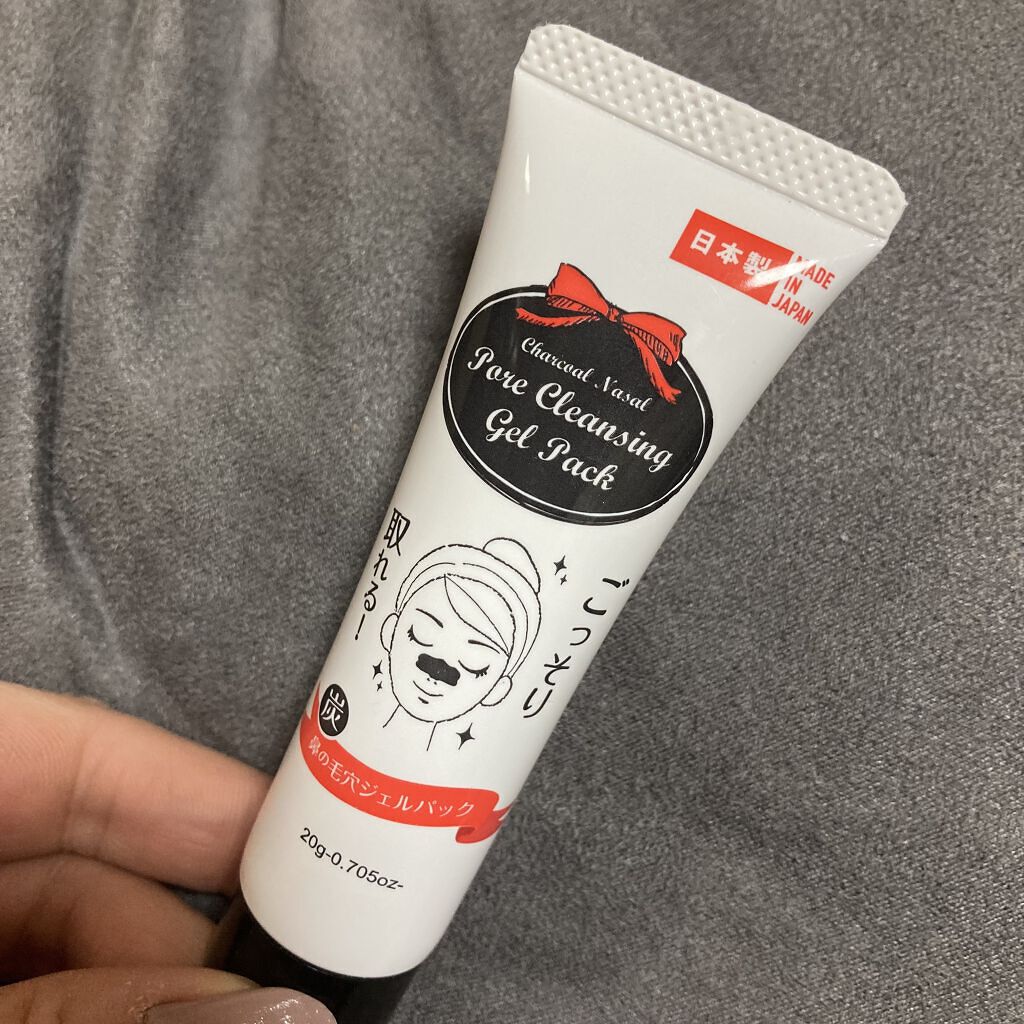 日本製
MADE
IN
JAPAN
Charcoal Nasal
Pore Cleansing
Gel Pack
ごっそり
取れるー
炭
鼻の毛穴ジェルパック
20g-0.705oz-